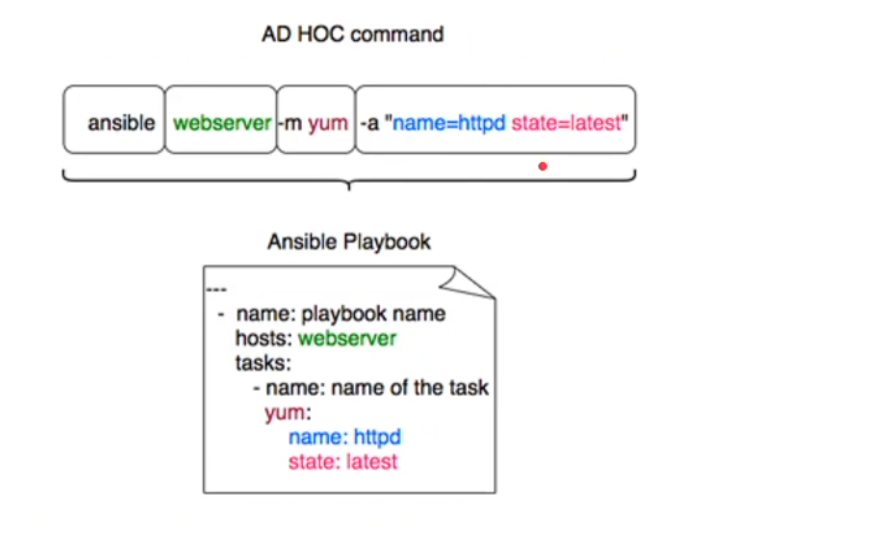 AD HOC command
ansible webserver -m yum -a "name=httpd state=latest"
Ansible Playbook
---
- name: playbook name
hosts: webserver
tasks:
- name: name of the task
yum:
name: httpd
state: latest